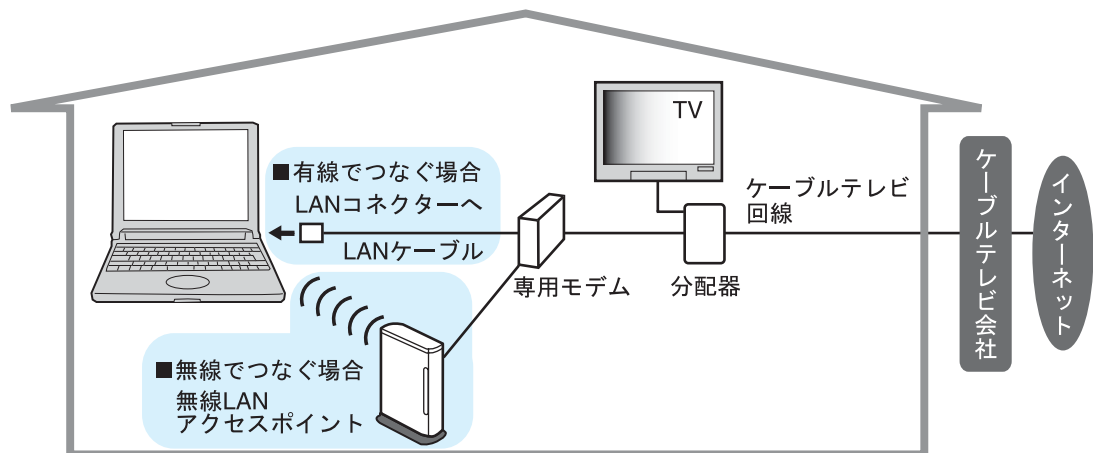 ■有線でつなぐ場合
LANコネクターへ
LANケーブル
TV
ケーブルテレビ
回線
専用モデム
分配器
ケーブルテレビ会社
インターネット
■無線でつなぐ場合
無線LAN
アクセスポイント